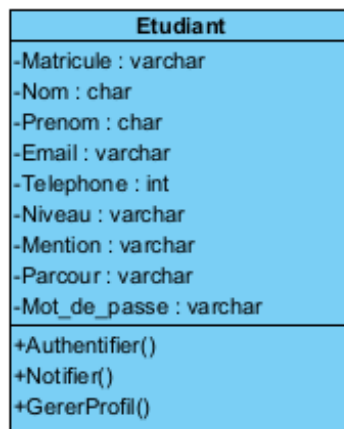 Etudiant
-Matricule : varchar
-Nom : char
-Prenom : char
-Email : varchar
-Telephone : int
-Niveau : varchar
-Mention : varchar
-Parcour : varchar
-Mot_de_passe : varchar
+Authentifier()
+Notifier()
+GererProfil()